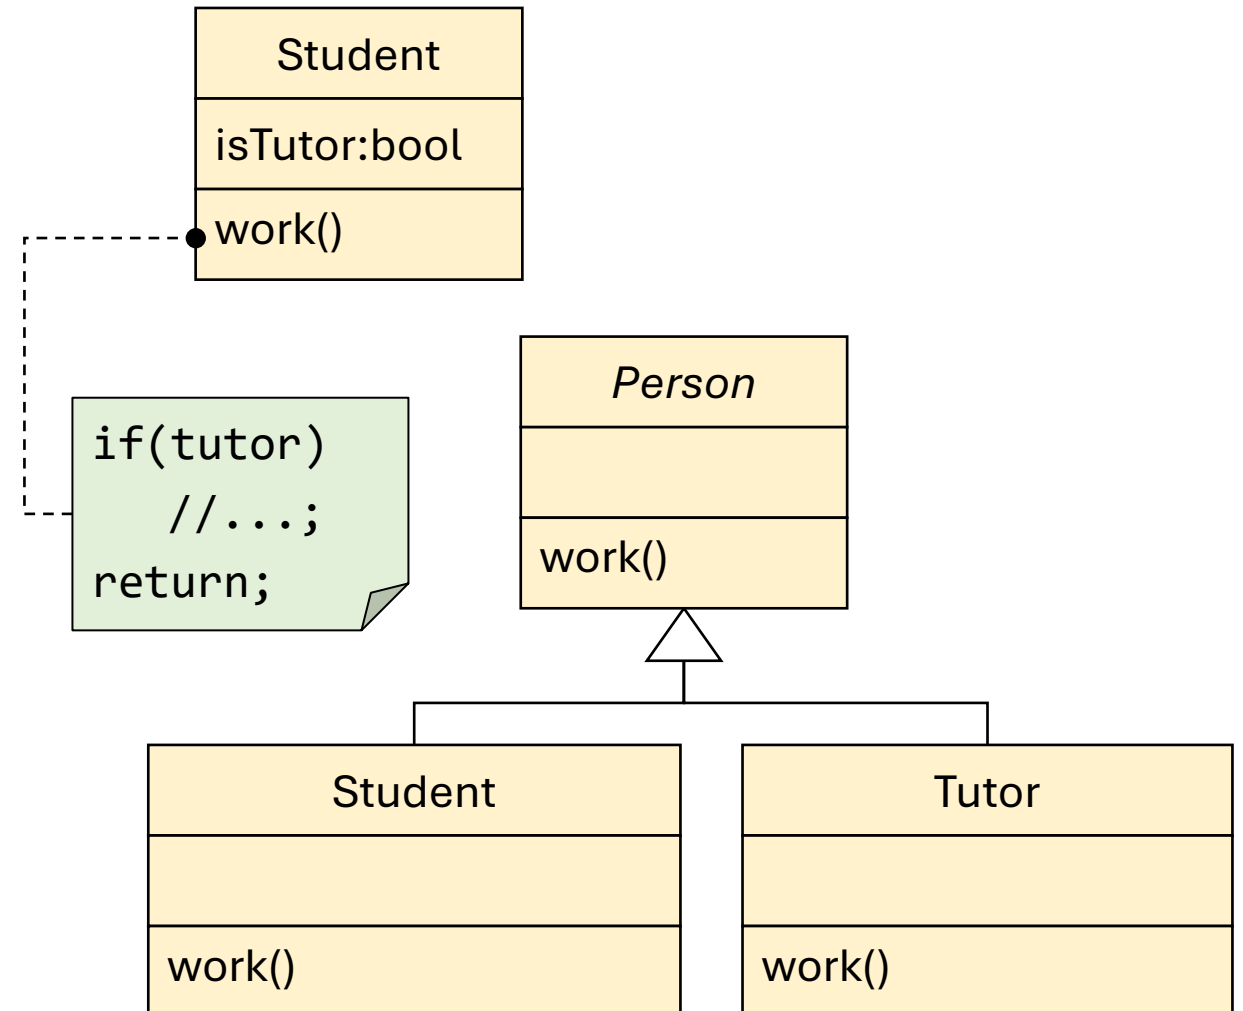 Student
isTutor:bool
work()
if(tutor)
//...;
return;
Person
work()
Student
work()
Tutor
work()